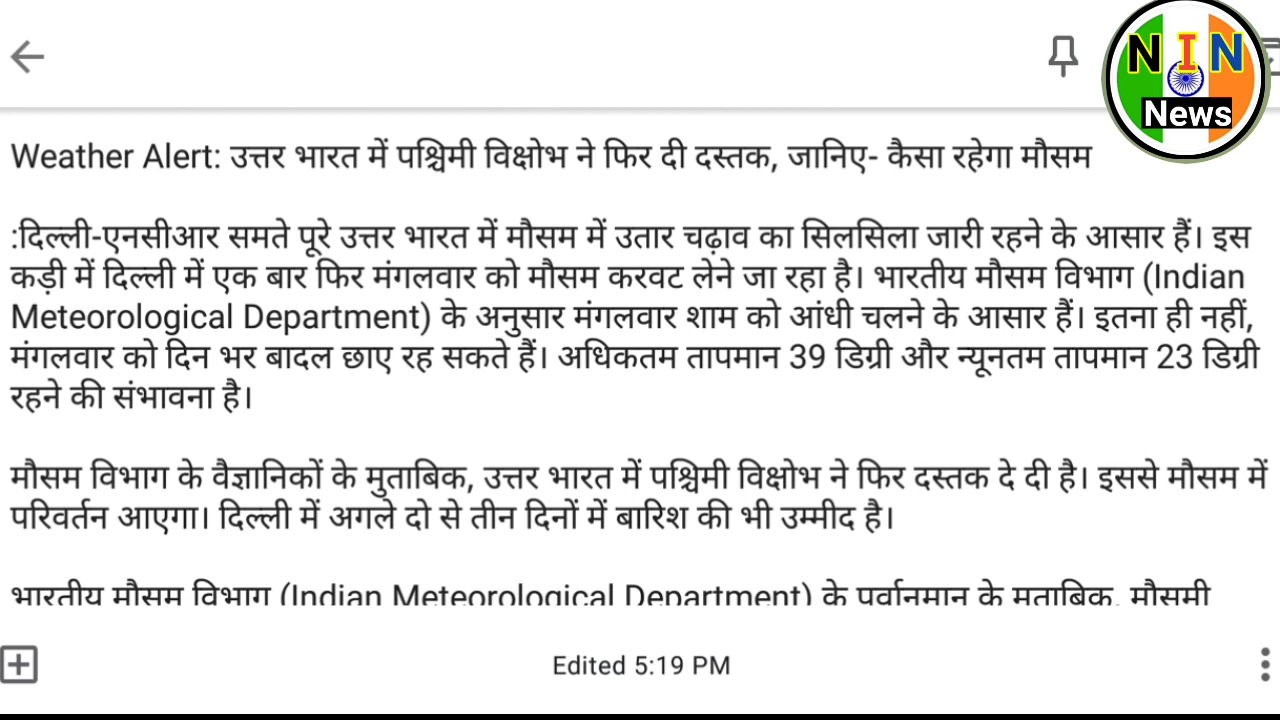 N I N
News
Weather Alert: उत्तर भारत में पश्चिमी विक्षोभ ने फिर दी दस्तक, जानिए- कैसा रहेगा मौसम
:दिल्ली-एनसीआर समते पूरे उत्तर भारत में मौसम में उतार चढ़ाव का सिलसिला जारी रहने के आसार हैं। इस
कड़ी में दिल्ली में एक बार फिर मंगलवार को मौसम करवट लेने जा रहा है। भारतीय मौसम विभाग (Indian
Meteorological Department) के अनुसार मंगलवार शाम को आंधी चलने के आसार हैं। इतना ही नहीं,
मंगलवार को दिन भर बादल छाए रह सकते हैं। अधिकतम तापमान 39 डिग्री और न्यूनतम तापमान 23 डिग्री
रहने की संभावना है।
मौसम विभाग के वैज्ञानिकों के मुताबिक, उत्तर भारत में पश्चिमी विक्षोभ ने फिर दस्तक दे दी है। इससे मौसम में
परिवर्तन आएगा। दिल्ली में अगले दो से तीन दिनों में बारिश की भी उम्मीद है।
भारतीय मौसम विभाग (Indian Meteorological Department) के पूर्वानुमान के मुताबिक, मौसमी
Edited 5:19 PM